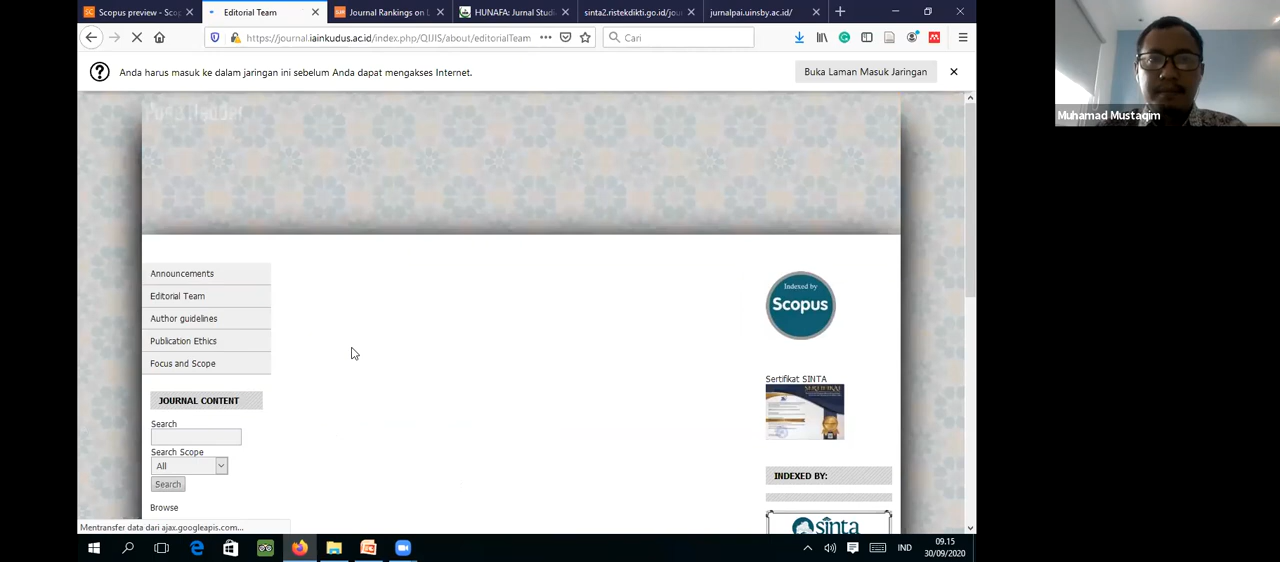 Scopus preview - Sco
Editorial Team
Journal Rankings on L
HUNAFA: Jurnal Studi
sinta2.ristekdikti.go.id/jou
jurnalpai.uinsby.ac.id/
https://journal.iainkudus.ac.id/index.php/QIJIS/about/editorialTeam
Cari
Anda harus masuk ke dalam jaringan ini sebelum Anda dapat mengakses Internet.
Buka Laman Masuk Jaringan
Muhamad Mustaqim
Page Header
Announcements
Editorial Team
Author guidelines
Publication Ethics
Focus and Scope
Indexed by
Scopus
Sertifikat SINTA
SERTIFIKAT
JOURNAL CONTENT
Search
Search Scope
All
Search
Browse
INDEXED BY:
sinta
Mentransfer data dari ajax.googleapis.com...
IND
09.15
30/09/2020